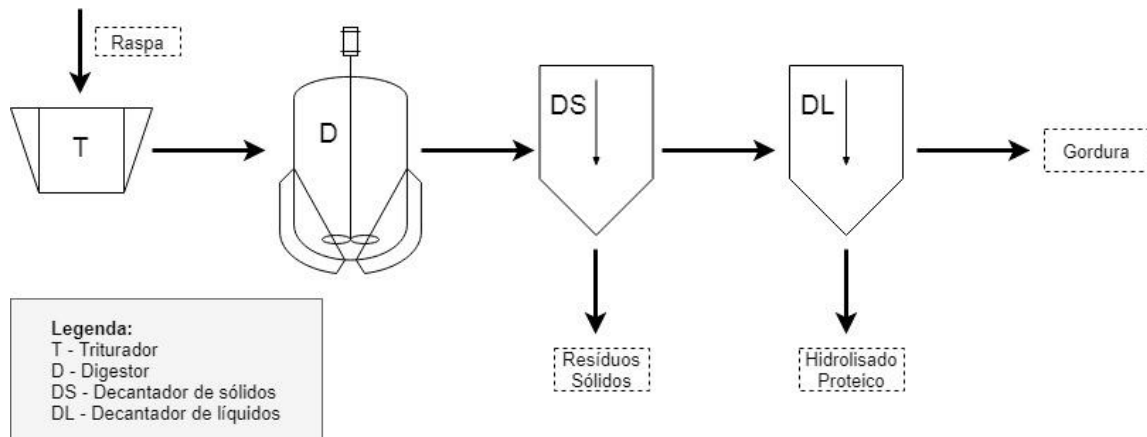 Raspa
T
D
DS
DL
Gordura
Legenda:
T - Triturador
D - Digestor
DS - Decantador de sólidos
DL - Decantador de líquidos
Resíduos
Sólidos
Hidrolisado
Proteico